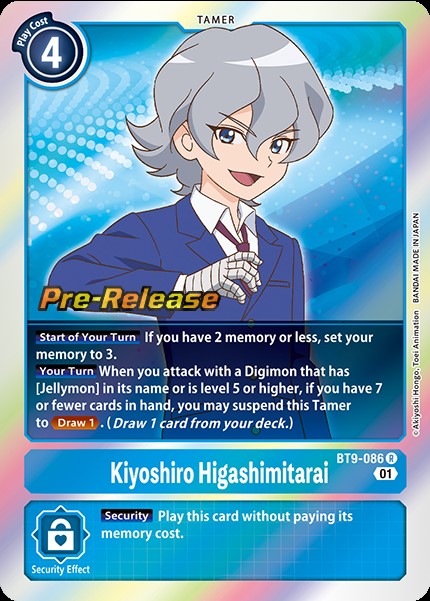 TAMER
Play Cost
4
Pre-Release
Start of Your Turn If you have 2 memory or less, set your
memory to 3.
Your Turn When you attack with a Digimon that has
[Jellymon] in its name or is level 5 or higher, if you have 7
or fewer cards in hand, you may suspend this Tamer
to Draw 1. (Draw 1 card from your deck.)
©Akiyoshi Hongo, Toei Animation BANDAI MADE IN JAPAN
BT9-086 R
Kiyoshiro Higashimitarai
01
Security Play this card without paying its
memory cost.
Security Effect